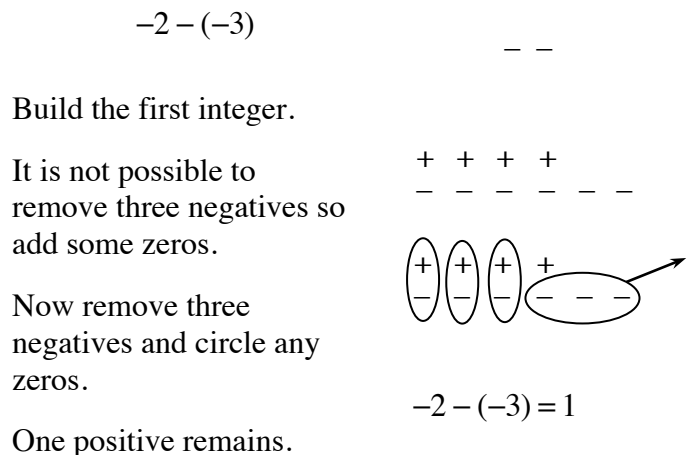 −2 − (−3)
− −
Build the first integer.
+ + + +
It is not possible to
− − − − − −
remove three negatives so
add some zeros.
+ + + +
Now remove three
− − − − − −
negatives and circle any
zeros.
−2 − (−3) = 1
One positive remains.